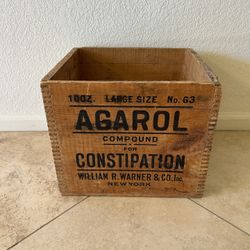 10OZ. LARGE SIZE No. 63
AGAROL
COMPOUND
FOR
CONSTIPATION
WILLIAM R. WARNER & CO., Inc.
NEW YORK